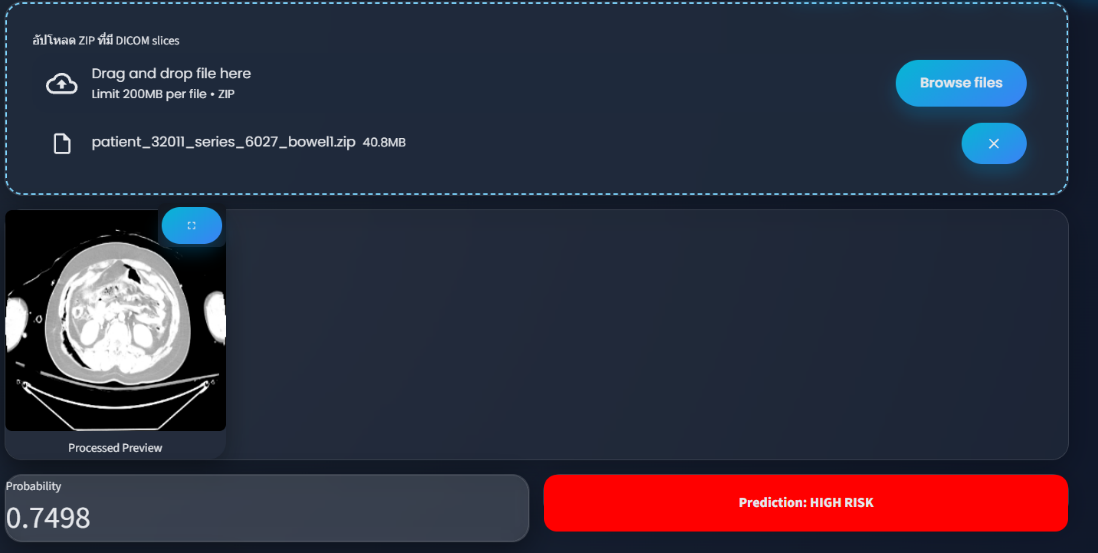 อัปโหลด ZIP ที่มี DICOM slices
Drag and drop file here
Limit 200MB per file • ZIP
Browse files
patient_32011_series_6027_bowel1.zip 40.8MB
Processed Preview
Probability
0.7498
Prediction: HIGH RISK